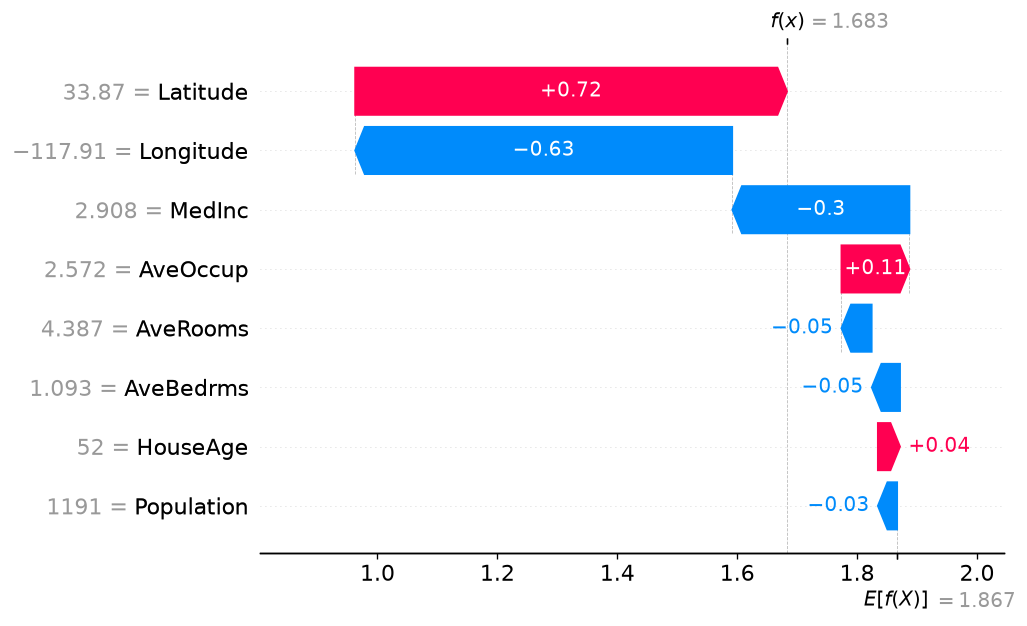 f(x) = 1.683
33.87 = Latitude +0.72
−117.91 = Longitude −0.63
2.908 = MedInc −0.3
2.572 = AveOccup +0.11
4.387 = AveRooms −0.05
1.093 = AveBedrms −0.05
52 = HouseAge +0.04
1191 = Population −0.03
1.0 1.2 1.4 1.6 1.8 2.0
E[f(X)] = 1.867